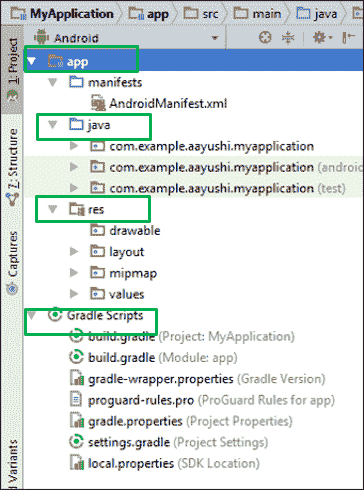 MyApplication app src main java
Android
app
manifests
AndroidManifest.xml
java
com.example.aayushi.myapplication
com.example.aayushi.myapplication (android
com.example.aayushi.myapplication (test)
res
drawable
layout
mipmap
values
Gradle Scripts
build.gradle (Project: MyApplication)
build.gradle (Module: app)
gradle-wrapper.properties (Gradle Version)
proguard-rules.pro (ProGuard Rules for app)
gradle.properties (Project Properties)
settings.gradle (Project Settings)
local.properties (SDK Location)
1: Project
Z: Structure
Captures
d Variants